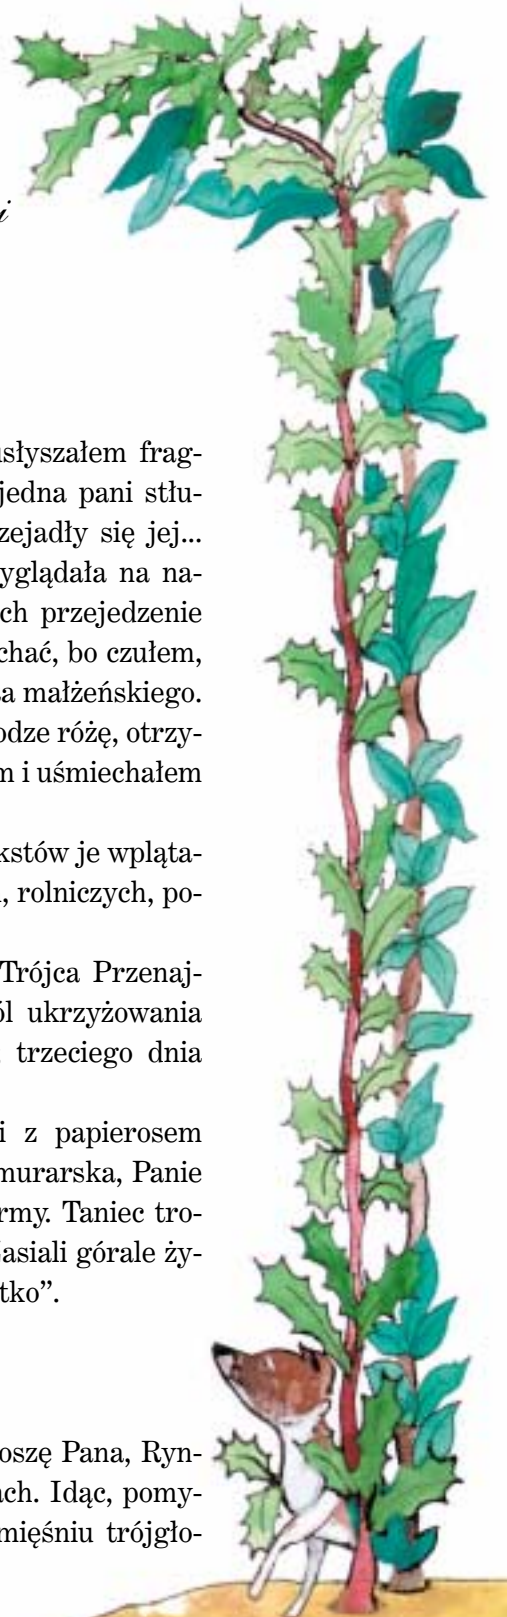 i
usłyszałem frag-
jedna pani stłu-
zejadły się jej...
yglądała na na-
ch przejedzenie
chać, bo czułem,
a małżeńskiego.
odze różę, otrzy-
m i uśmiechałem
kstów je wpląta-
, rolniczych, po-
Trójca Przenaj-
ól ukrzyżowania
trzeciego dnia
i z papierosem
murarska, Panie
rmy. Taniec tro-
asiali górale ży-
tko”.
oszę Pana, Ryn-
ach. Idąc, pomy-
mięśniu trójgło-